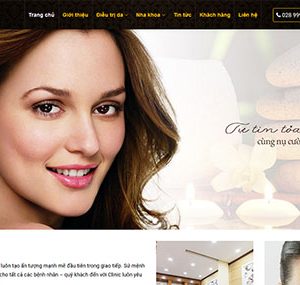 Trang chủ Giới thiệu Điều trị da Nha khoa Tin tức Khách hàng Liên hệ 028 99
Tự tin tỏa
cùng nụ cườ
luôn tạo ấn tượng mạnh mẽ đầu tiên trong giao tiếp. Sứ mệnh
cho tất cả các bệnh nhân – quý khách đến với Clinic luôn yêu